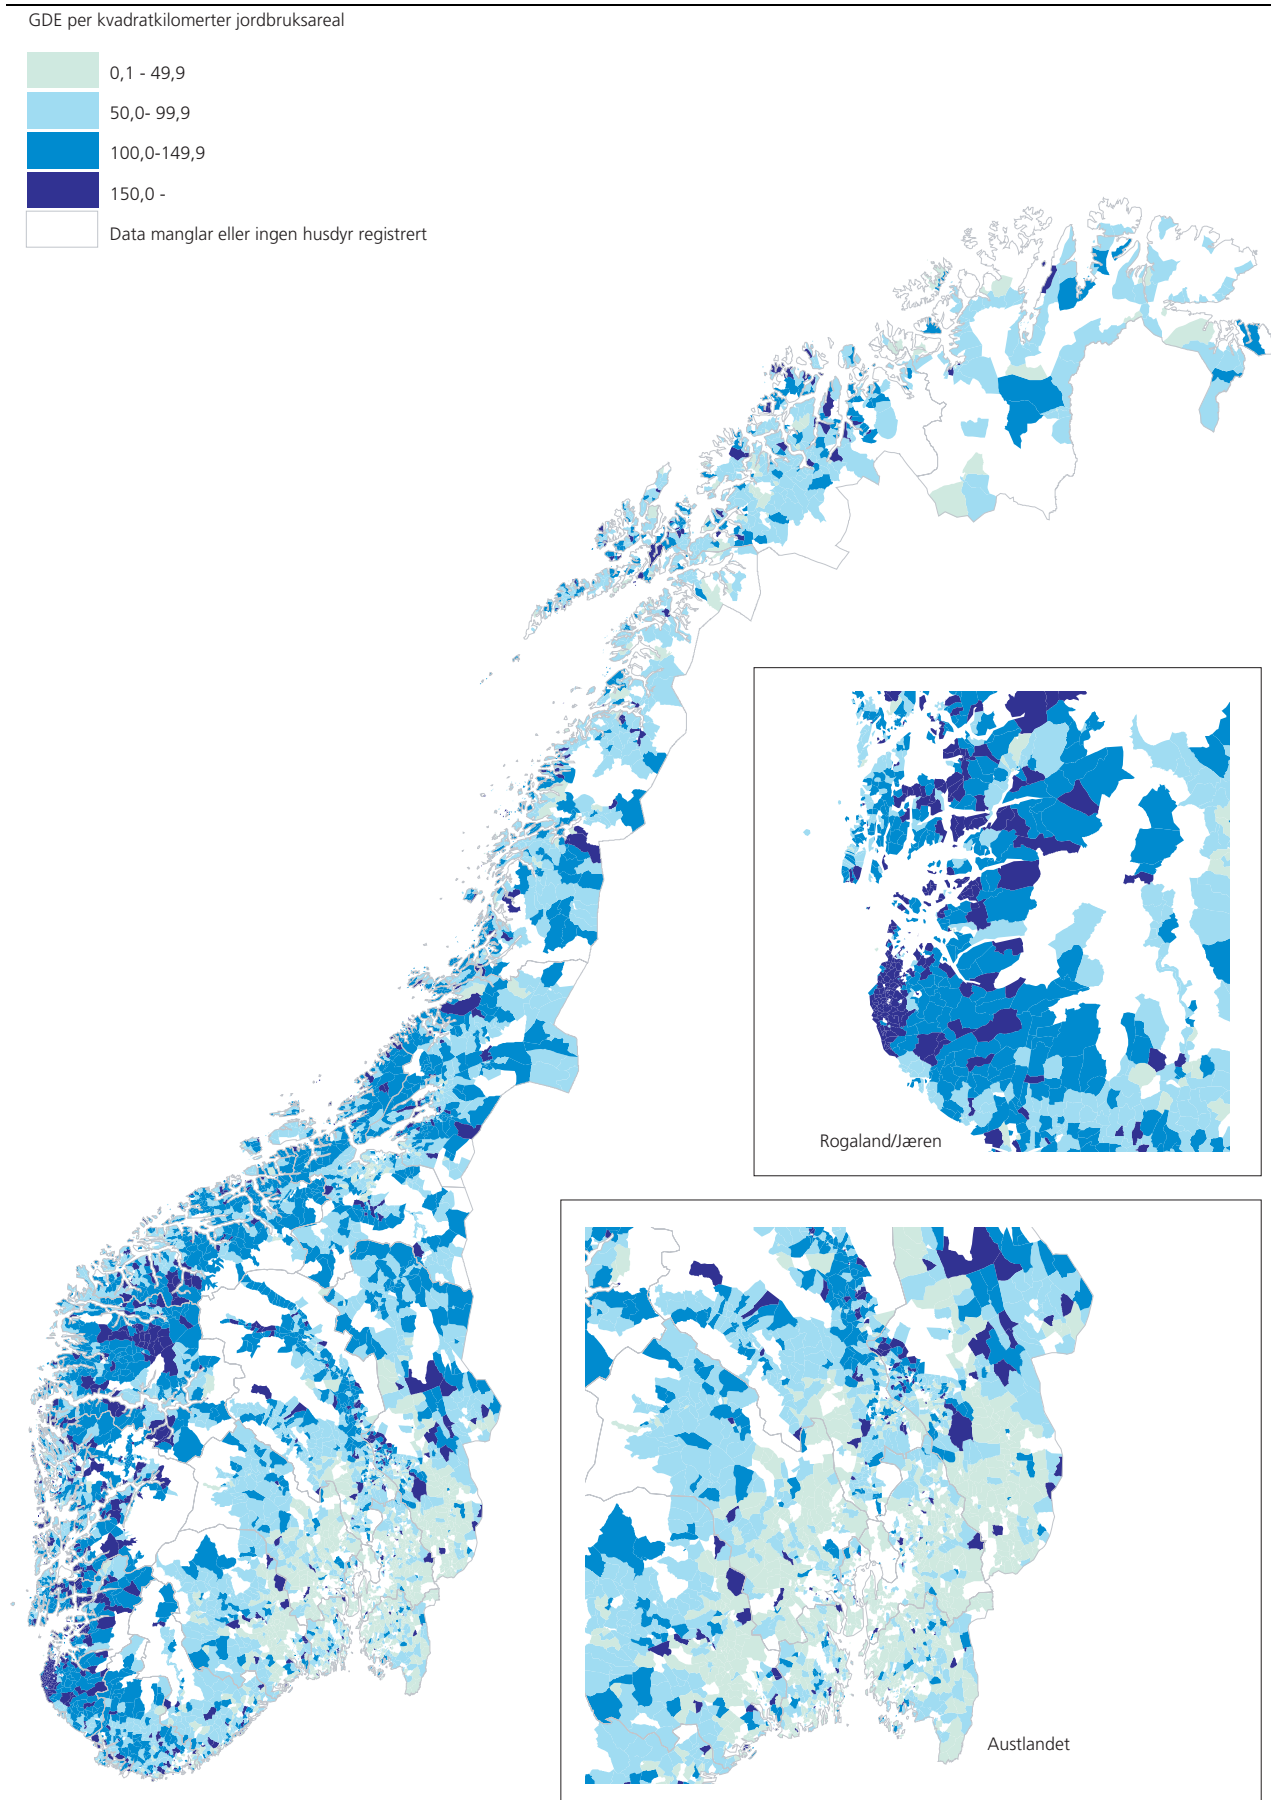 GDE per kvadratkilomerter jordbruksareal
0,1 - 49,9
50,0- 99,9
100,0-149,9
150,0 -
Data manglar eller ingen husdyr registrert
Rogaland/Jæren
Austlandet